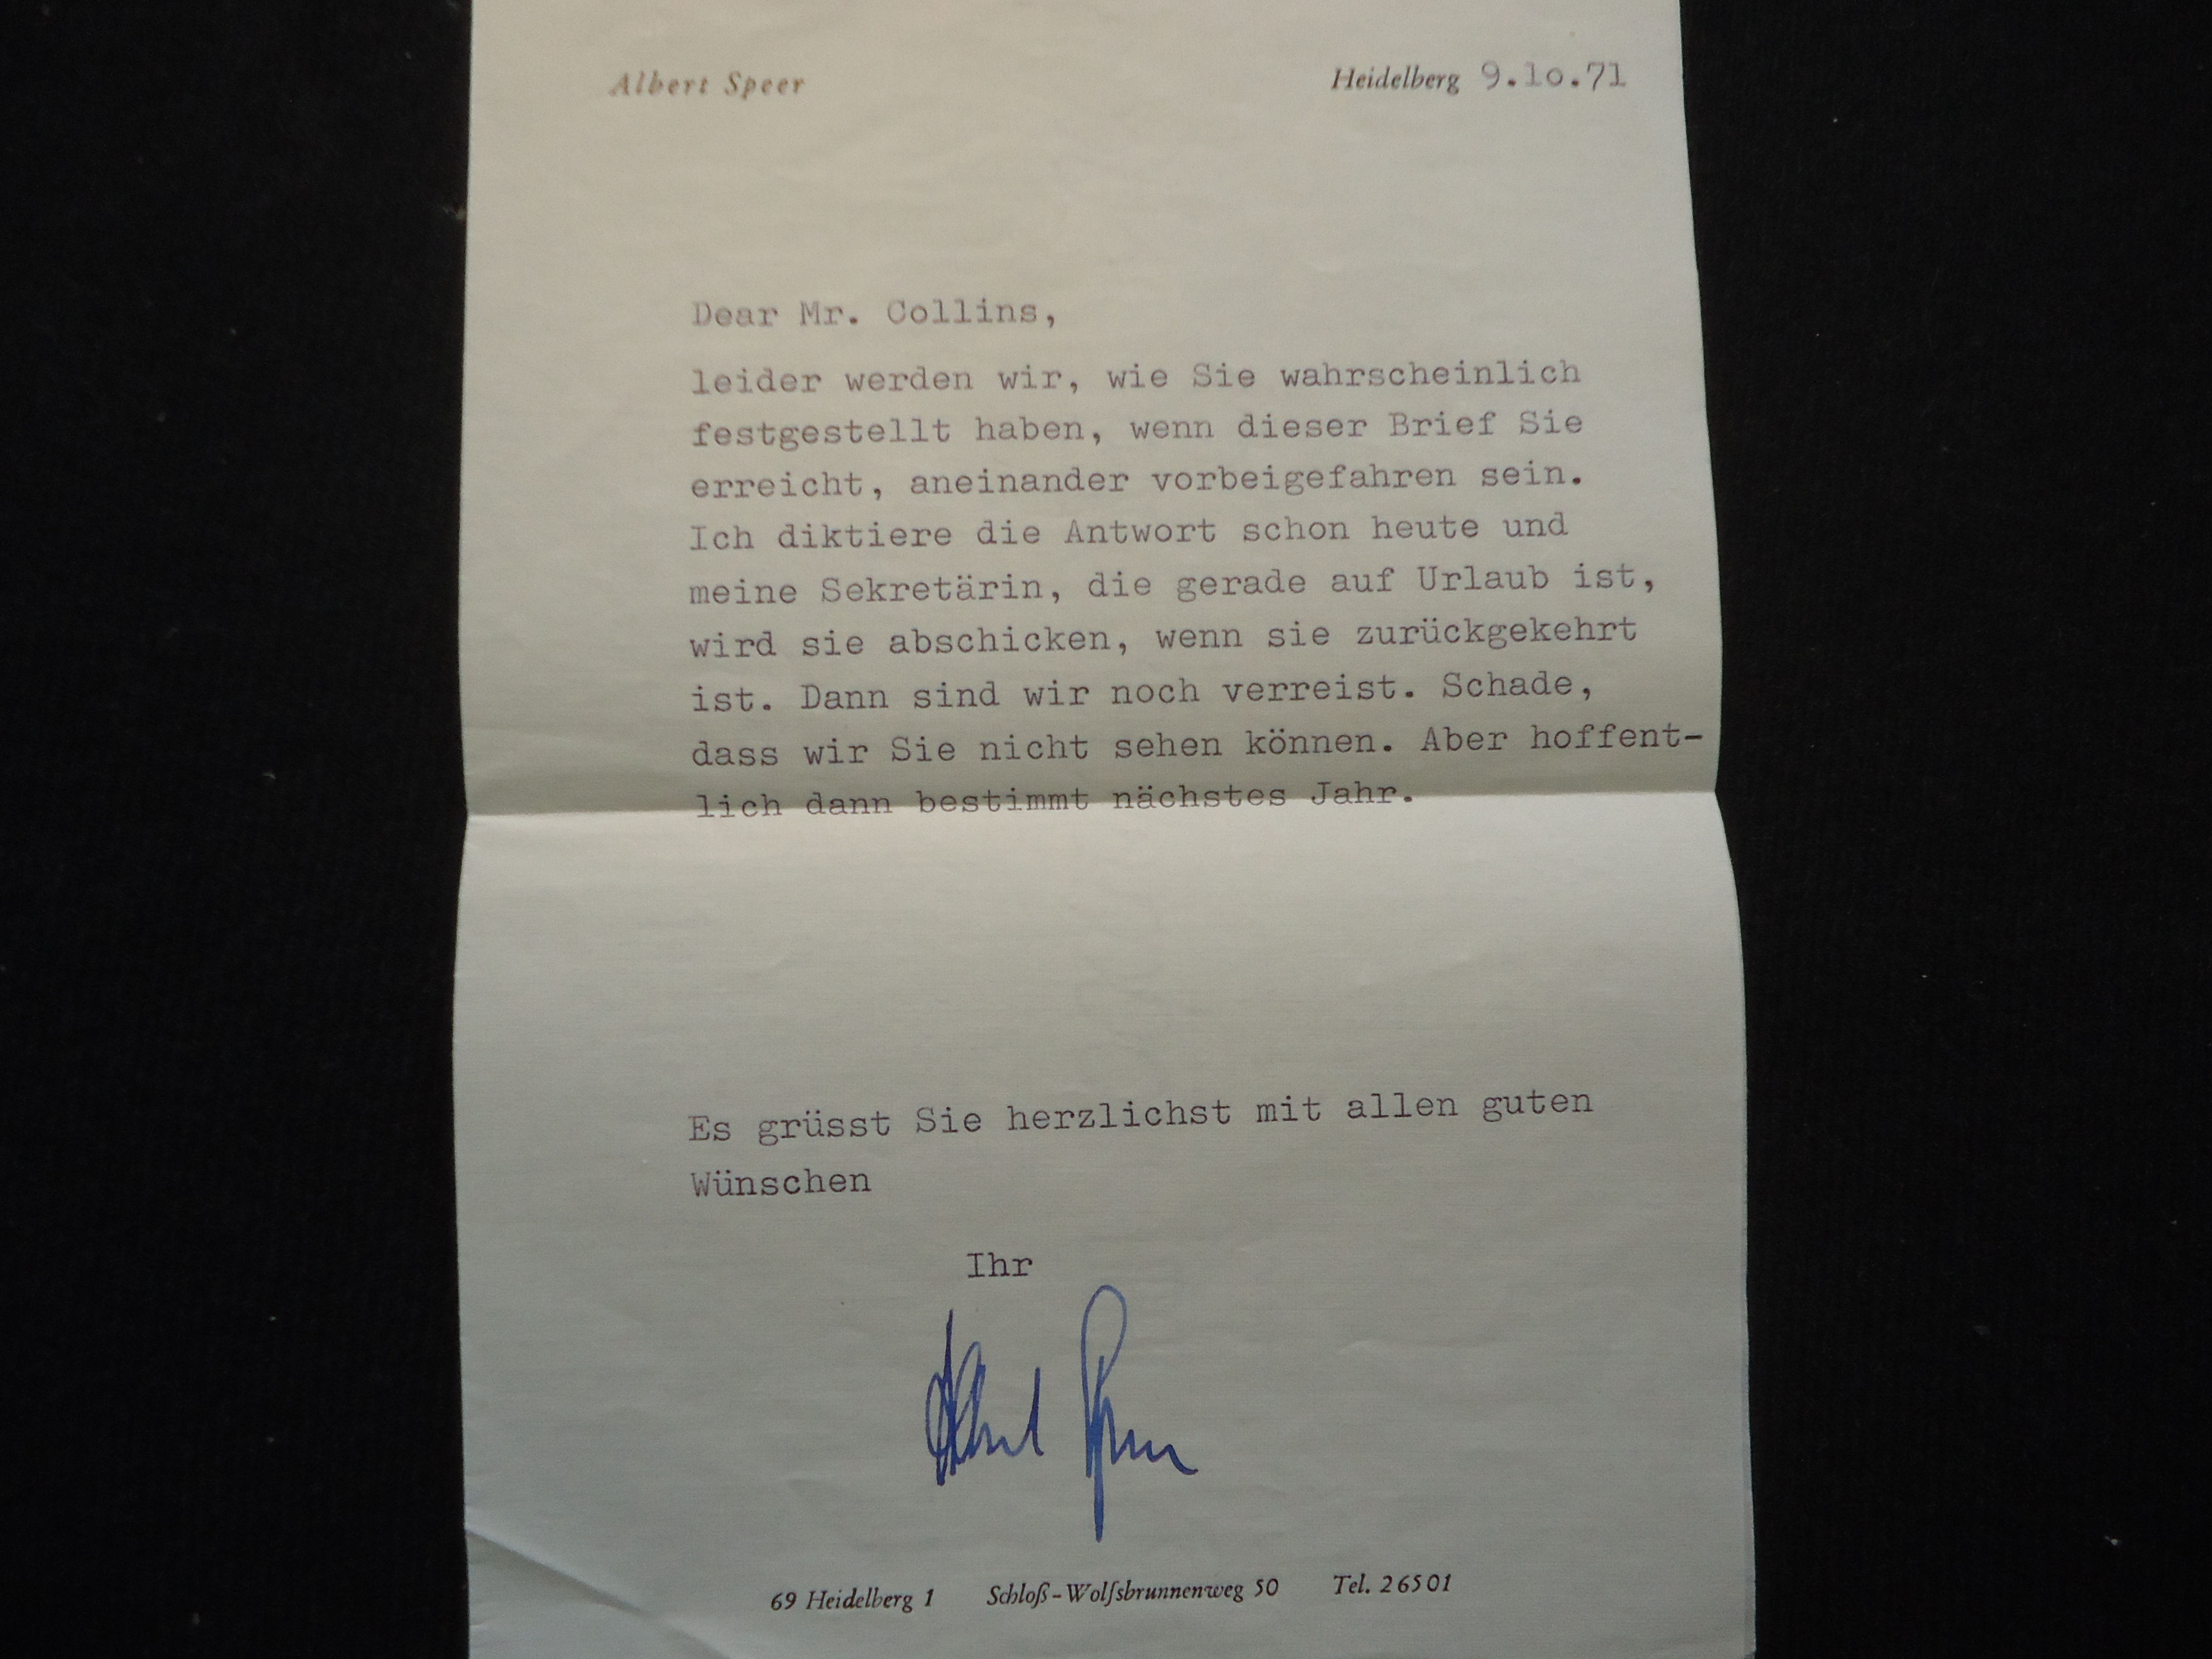 Albert Speer
Heidelberg 9.10.71
Dear Mr. Collins,
leider werden wir, wie Sie wahrscheinlich
festgestellt haben, wenn dieser Brief Sie
erreicht, aneinander vorbeigefahren sein.
Ich diktiere die Antwort schon heute und
meine Sekretärin, die gerade auf Urlaub ist,
wird sie abschicken, wenn sie zurückgekehrt
ist. Dann sind wir noch verreist. Schade,
dass wir Sie nicht sehen können. Aber hoffent-
lich dann bestimmt nächstes Jahr.
Es grüsst Sie herzlichst mit allen guten
Wünschen
Ihr
Albert Speer
69 Heidelberg 1 Schloß-Wolfsbrunnenweg 50 Tel. 26501